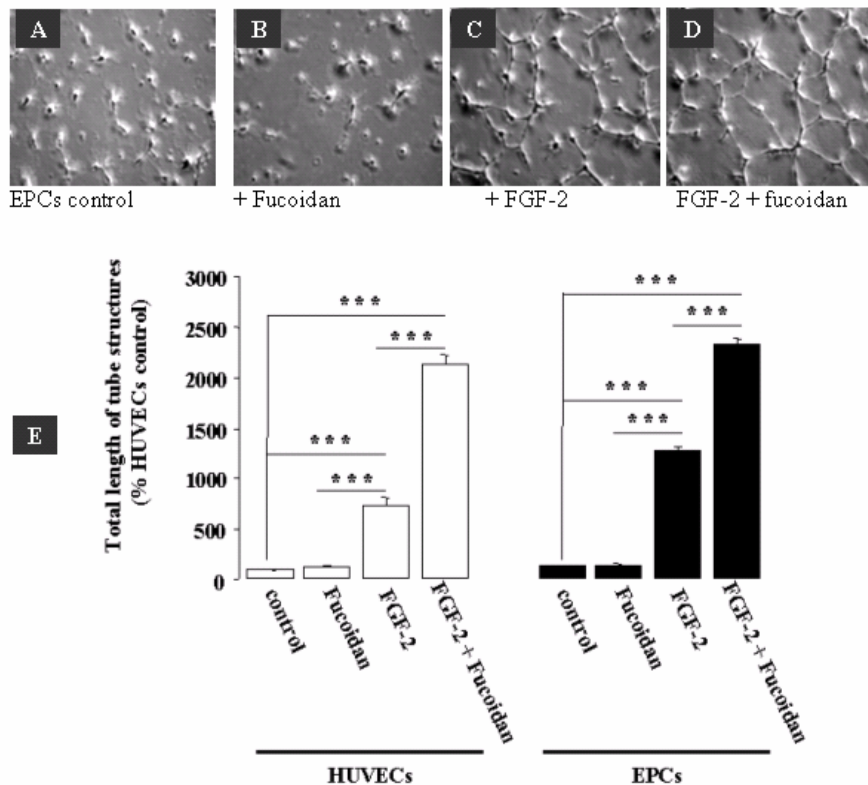 A
B
C
D
EPCs control
+ Fucoidan
+ FGF-2
FGF-2 + fucoidan
E
Total length of tube structures
(% HUVECs control)
3000
2500
2000
1500
1000
500
0
***
***
***
***
***
***
***
***
control
Fucoidan
FGF-2
FGF-2 + Fucoidan
control
Fucoidan
FGF-2
FGF-2 + Fucoidan
HUVECs
EPCs